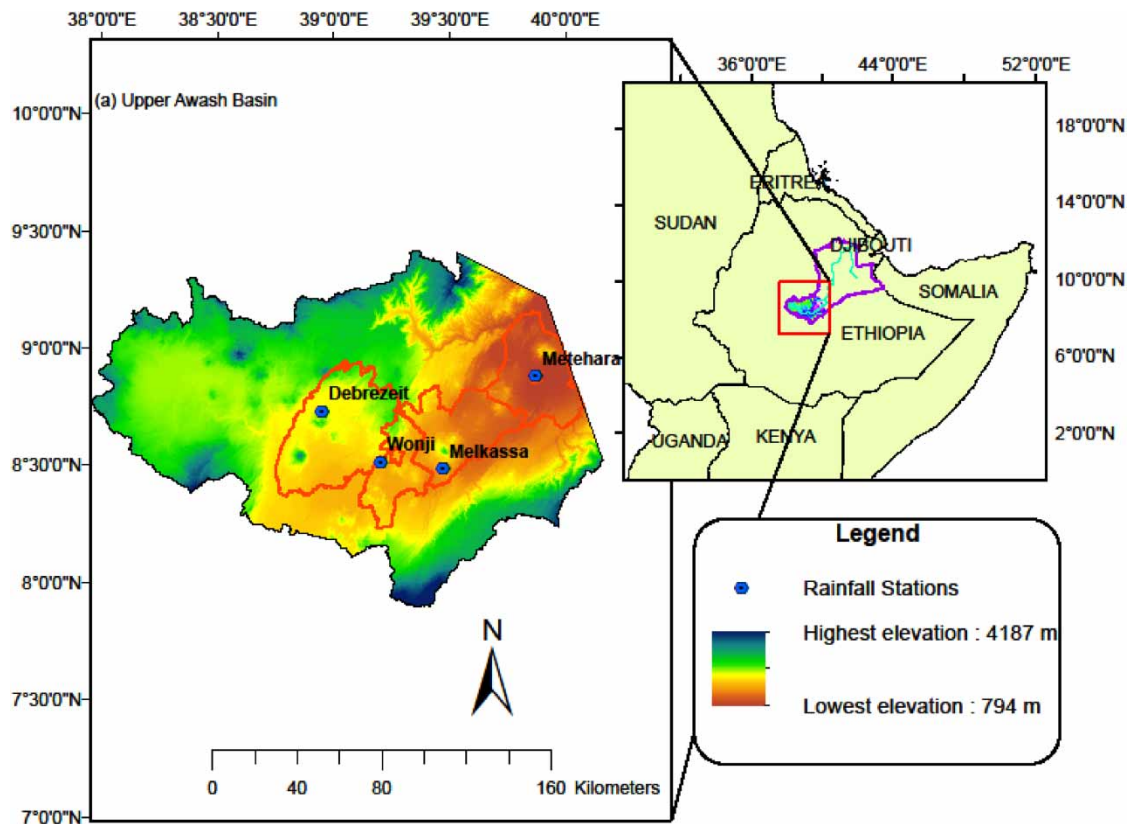 38°0'0"E 38°30'0"E 39°0'0"E 39°30'0"E 40°0'0"E
36°0'0"E 44°0'0"E 52°0'0"E
(a) Upper Awash Basin
10°0'0"N
9°30'0"N
9°0'0"N
8°30'0"N
8°0'0"N
7°30'0"N
7°0'0"N
Metehara
Debrezeit
Wonji
Melkassa
N
0 40 80 160 Kilometers
18°0'0"N
14°0'0"N
10°0'0"N
6°0'0"N
2°0'0"N
ERITREA
SUDAN
DJIBOUTI
SOMALIA
ETHIOPIA
UGANDA
KENYA
Legend
Rainfall Stations
Highest elevation : 4187 m
Lowest elevation : 794 m